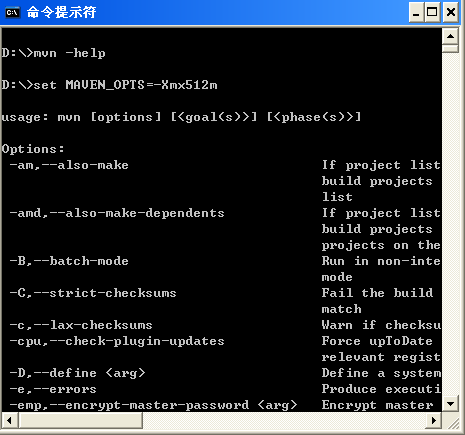 命令提示符
D:\>mvn -help
D:\>set MAVEN_OPTS=-Xmx512m
usage: mvn [options] [<goal(s)>] [<phase(s)>]
Options:
-am,--also-make If project list
build projects
list
-amd,--also-make-dependents If project list
build projects
projects on the
-B,--batch-mode Run in non-inte
mode
-C,--strict-checksums Fail the build
match
-c,--lax-checksums Warn if checksu
-cpu,--check-plugin-updates Force upToDate
relevant regist
-D,--define <arg> Define a system
-e,--errors Produce executi
-emp,--encrypt-master-password <arg> Encrypt master